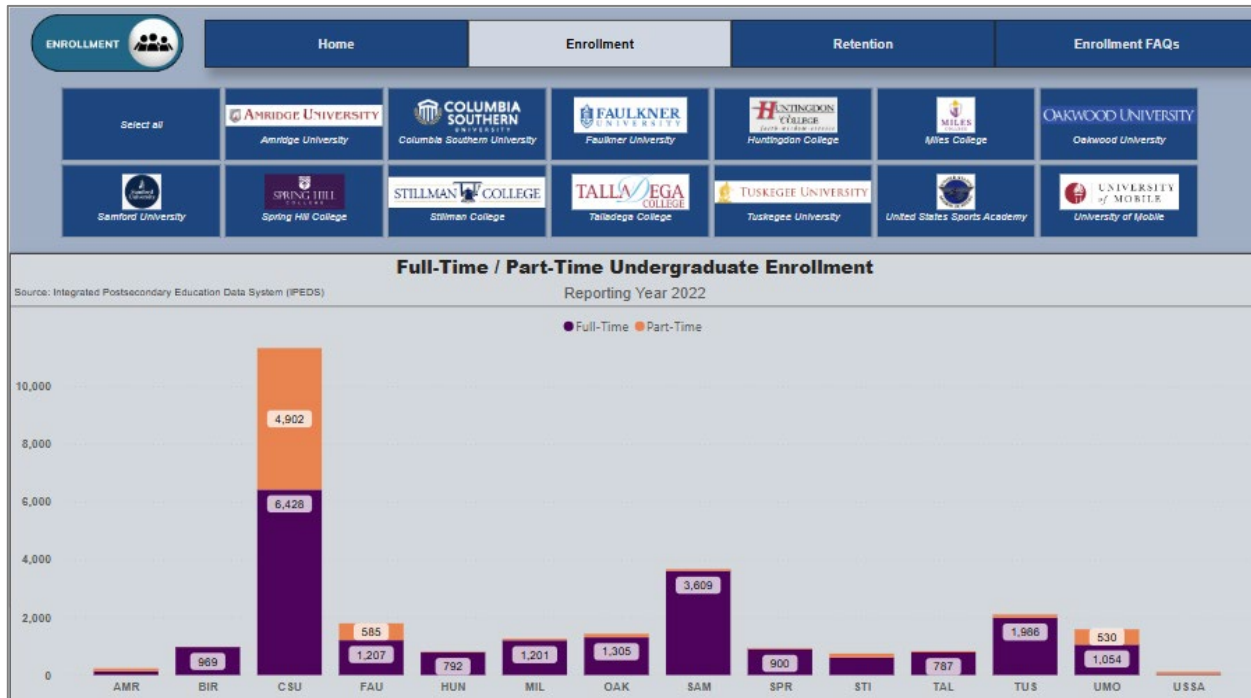 ENROLLMENT
Home
Enrollment
Retention
Enrollment FAQs
Select all
AMRIDGE UNIVERSITY
Amridge University
COLUMBIA
SOUTHERN
UNIVERSITY
Columbia Southern University
FAULKNER
UNIVERSITY
Faulkner University
HUNTINGDON
COLLEGE
Huntingdon College
MILES
COLLEGE
Miles College
OAKWOOD UNIVERSITY
Oakwood University
Samford
University
Samford University
SPRING HILL
COLLEGE
Spring Hill College
STILLMAN COLLEGE
Stillman College
TALLADEGA
COLLEGE
Talladega College
TUSKEGEE UNIVERSITY
Tuskegee University
United States Sports Academy
UNIVERSITY
of MOBILE
University of Mobile
Full-Time / Part-Time Undergraduate Enrollment
Source: Integrated Postsecondary Education Data System (IPEDS)
Reporting Year 2022
Full-Time Part-Time
10,000
8,000
6,000
4,000
2,000
0
969
4,902
6,428
585
1,207
792
1,201
1,305
3,609
900
787
1,986
530
1,054
AMR BIR CSU FAU HUN MIL OAK SAM SPR STI TAL TUS UMO USSA